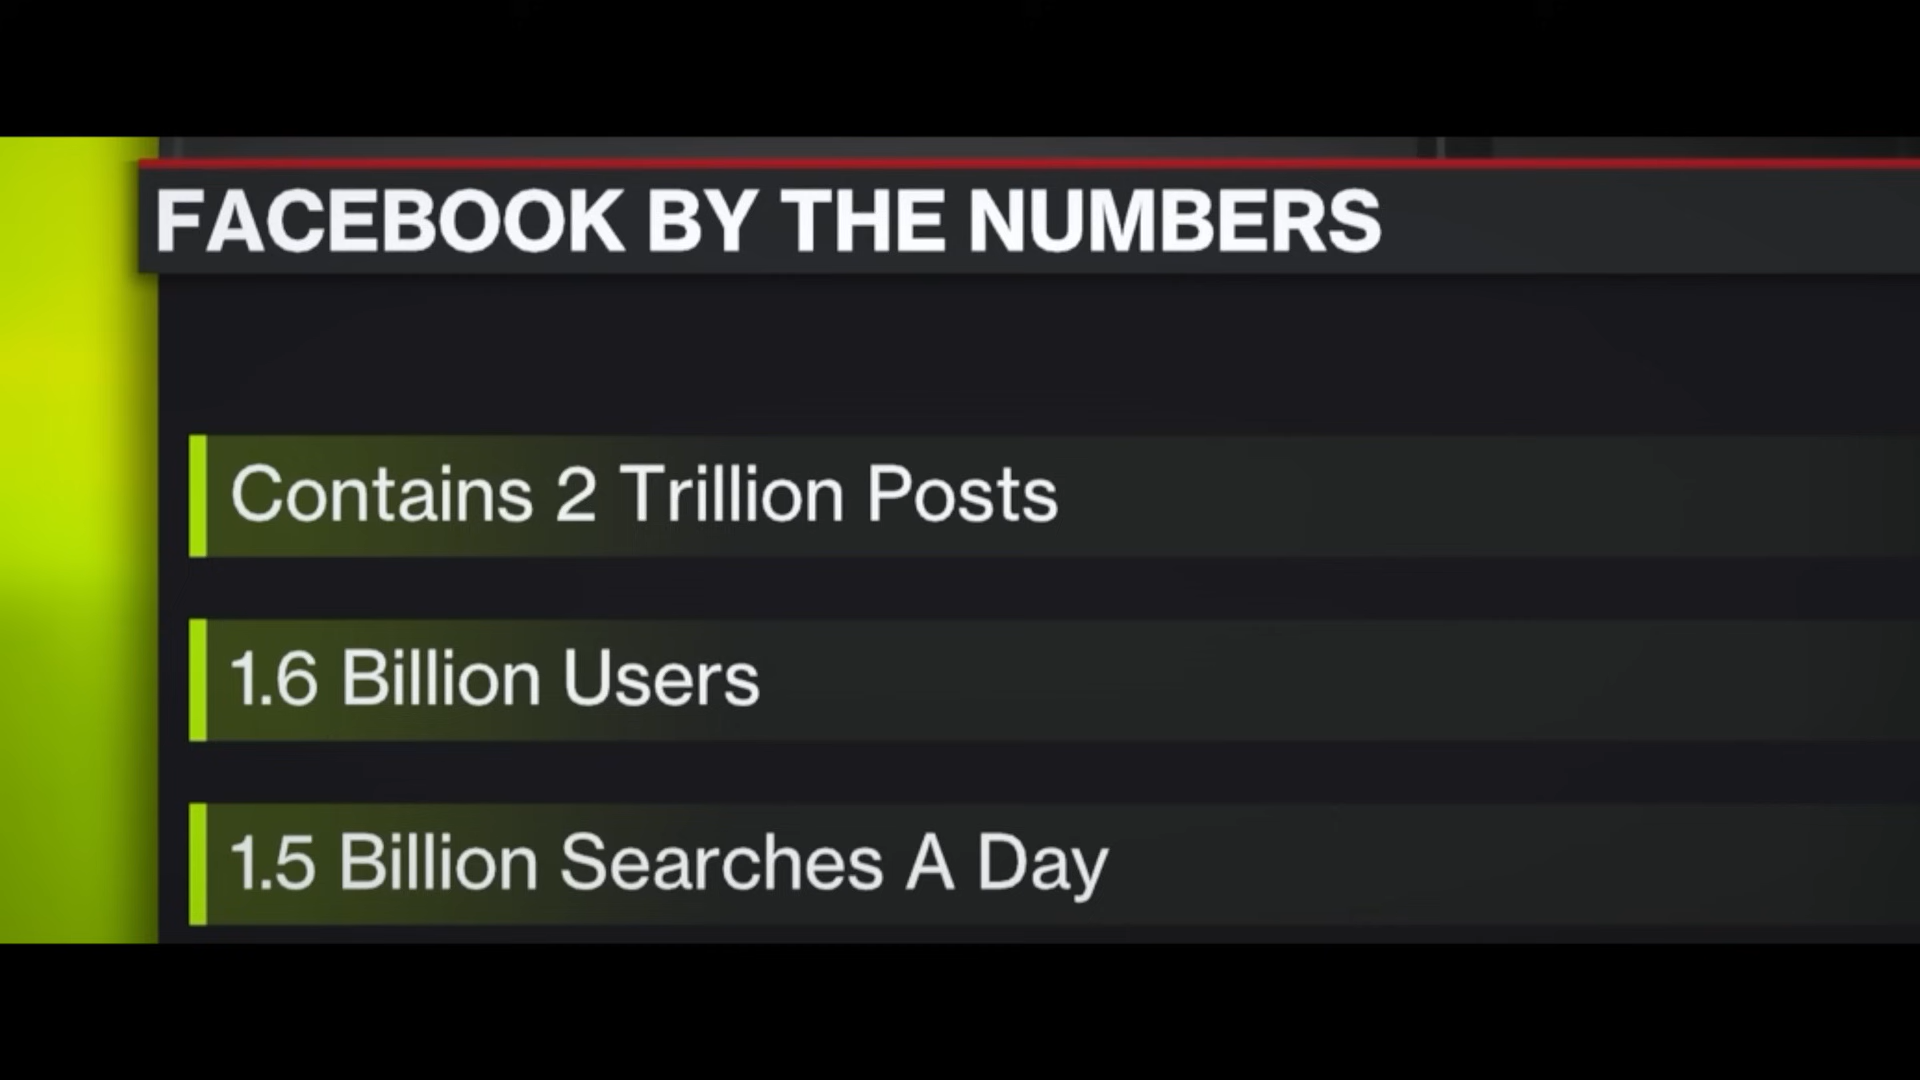 FACEBOOK BY THE NUMBERS
Contains 2 Trillion Posts
1.6 Billion Users
1.5 Billion Searches A Day